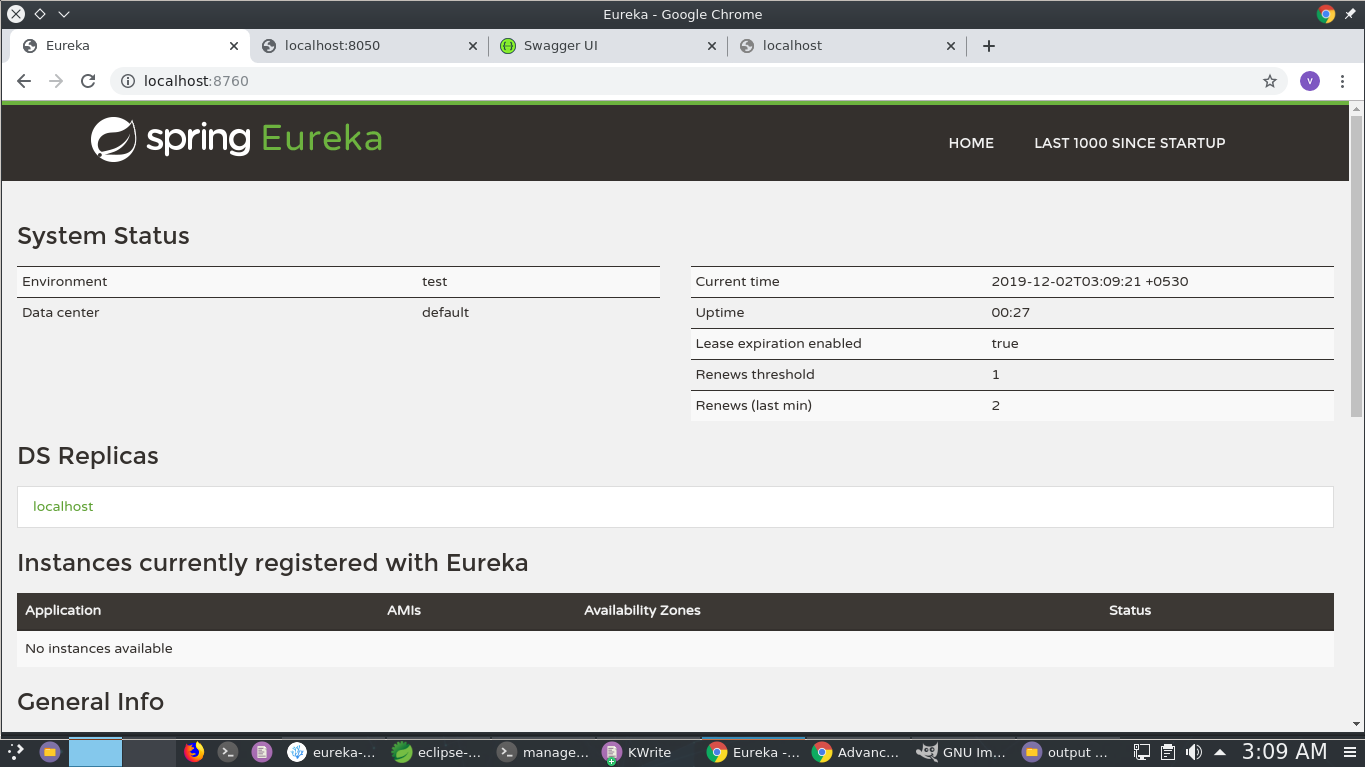 Eureka - Google Chrome
Eureka
localhost:8050
Swagger UI
localhost
localhost:8760
V
spring Eureka
HOME
LAST 1000 SINCE STARTUP
System Status
Environment test
Data center default
Current time 2019-12-02T03:09:21 +0530
Uptime 00:27
Lease expiration enabled true
Renews threshold 1
Renews (last min) 2
DS Replicas
localhost
Instances currently registered with Eureka
Application AMIs Availability Zones Status
No instances available
General Info
eureka-... eclipse-... manage... KWrite Eureka -... Advanc... GNU Im... output ... 3:09 AM